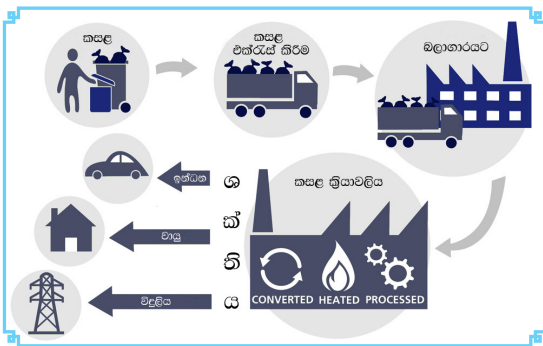 කසළ
කසළ
එක්රැස් කිරීම
බලාගාරයට
කසළ ක්‍රියාවලිය
CONVERTED HEATED PROCESSED
ශ
ක්
ති
ය
ඉන්ධන
වායු
විදුලිය